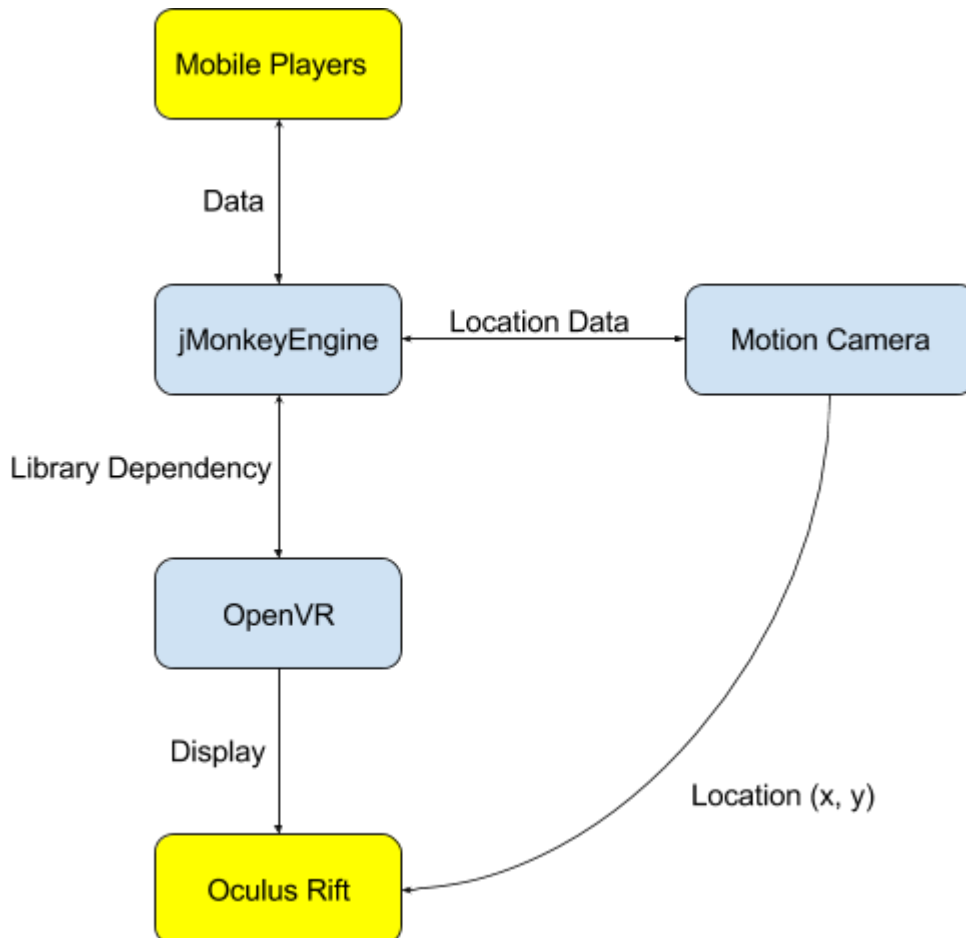 Mobile Players
Data
jMonkeyEngine
Location Data
Motion Camera
Library Dependency
OpenVR
Display
Location (x, y)
Oculus Rift